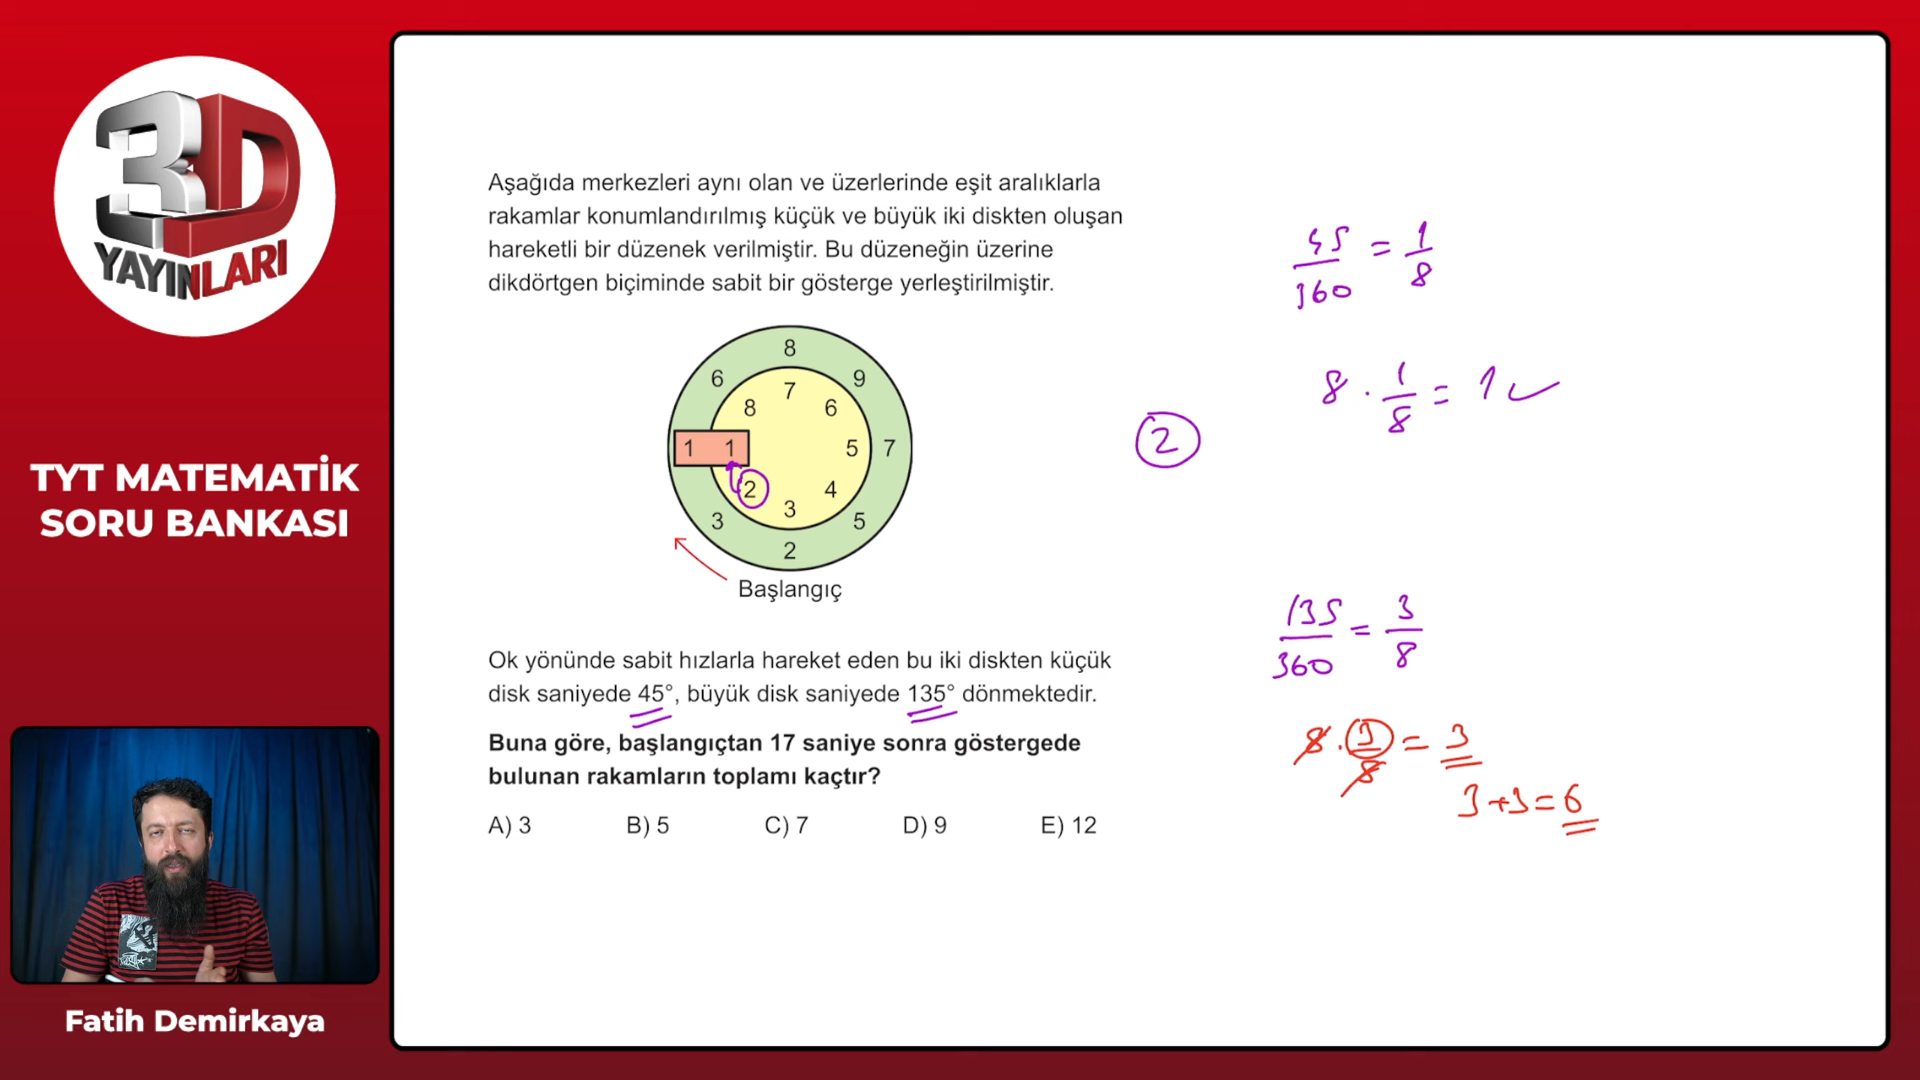 3D
YAYINLARI
TYT MATEMATİK
SORU BANKASI
Fatih Demirkaya
Aşağıda merkezleri aynı olan ve üzerlerinde eşit aralıklarla
rakamlar konumlandırılmış küçük ve büyük iki diskten oluşan
hareketli bir düzenek verilmiştir. Bu düzeneğin üzerine
dikdörtgen biçiminde sabit bir gösterge yerleştirilmiştir.
8
6 9
7
8 6
1 1 5 7
2 4
3
3 5
2
Başlangıç
Ok yönünde sabit hızlarla hareket eden bu iki diskten küçük
disk saniyede 45°, büyük disk saniyede 135° dönmektedir.
Buna göre, başlangıçtan 17 saniye sonra göstergede
bulunan rakamların toplamı kaçtır?
A) 3 B) 5 C) 7 D) 9 E) 12
45/360 = 1/8
8 . 1/8 = 1
2
135/360 = 3/8
8 . 3/8 = 3
3+3=6